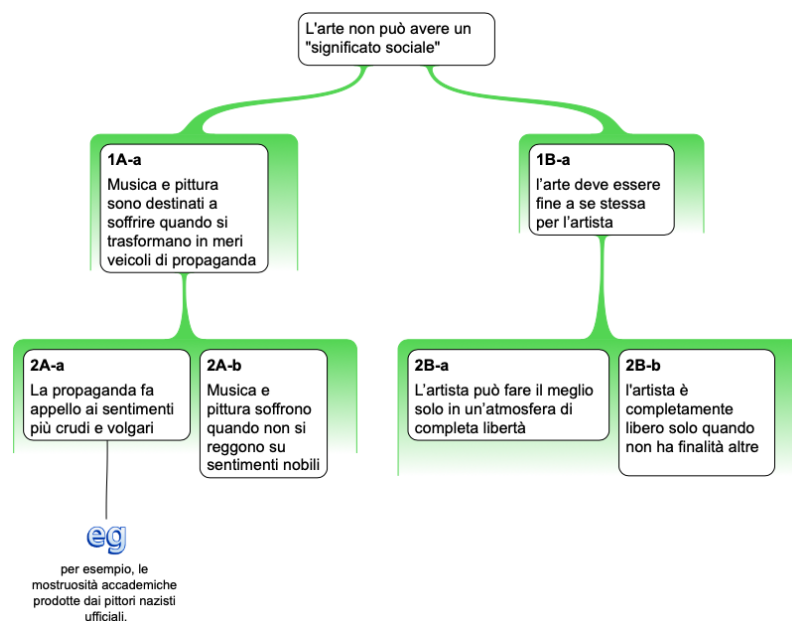 L'arte non può avere un
"significato sociale"
1A-a
Musica e pittura
sono destinati a
soffrire quando si
trasformano in meri
veicoli di propaganda
1B-a
l’arte deve essere
fine a se stessa
per l’artista
2A-a
La propaganda fa
appello ai sentimenti
più crudi e volgari
2A-b
Musica e
pittura soffrono
quando non si
reggono su
sentimenti nobili
2B-a
L’artista può fare il meglio
solo in un’atmosfera di
completa libertà
2B-b
l'artista è
completamente
libero solo quando
non ha finalità altre
eg
per esempio, le
mostruosità accademiche
prodotte dai pittori nazisti
ufficiali.